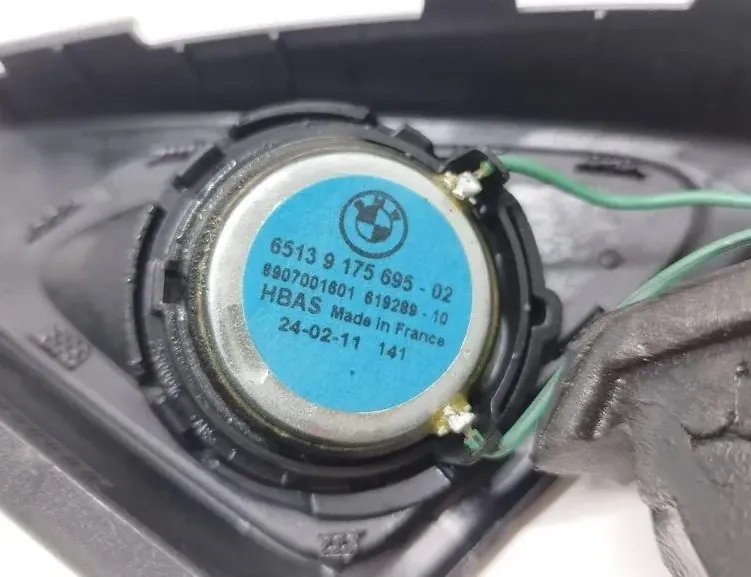 6513 9 175 695 - 02
8907001601 619289 - 10
HBAS Made in France
24-02-11 141